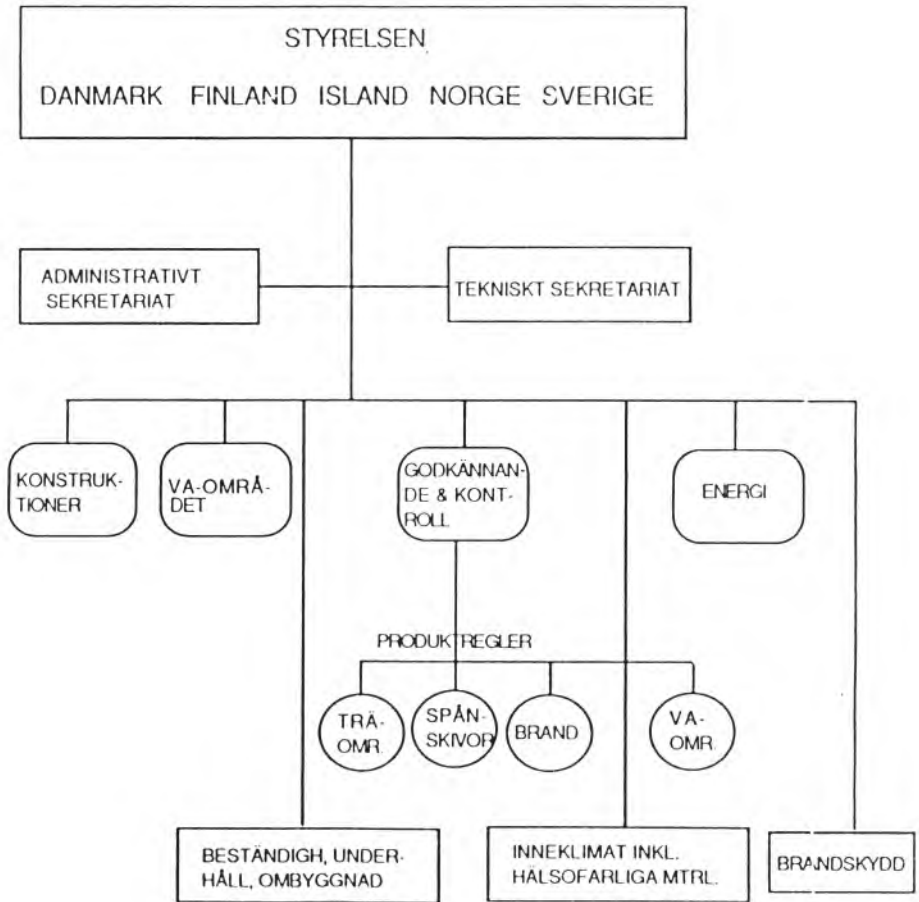 STYRELSEN
DANMARK FINLAND ISLAND NORGE SVERIGE
ADMINISTRATIVT
SEKRETARIAT
TEKNISKT SEKRETARIAT
KONSTRUK-
TIONER
VA-OMRÅ-
DET
GODKÄNNAN-
DE & KONT-
ROLL
ENERGI
PRODUKTREGLER
TRÄ-
OMR.
SPÅN-
SKIVOR
BRAND
VA-
OMR.
BESTÄNDIGH, UNDER-
HÅLL, OMBYGGNAD
INNEKLIMAT INKL.
HÄLSOFARLIGA MTRL.
BRANDSKYDD